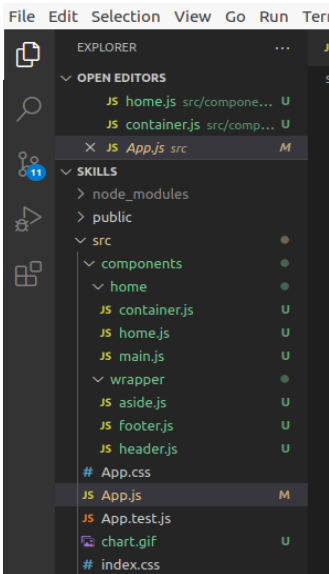 File Edit Selection View Go Run Terr
EXPLORER ...
OPEN EDITORS
JS home.js src/compone... U
JS container.js src/comp... U
JS App.js src M
SKILLS
node_modules
public
src
components
home
JS container.js U
JS home.js U
JS main.js U
wrapper
JS aside.js U
JS footer.js U
JS header.js U
# App.css
JS App.js M
JS App.test.js
chart.gif U
# index.css
11